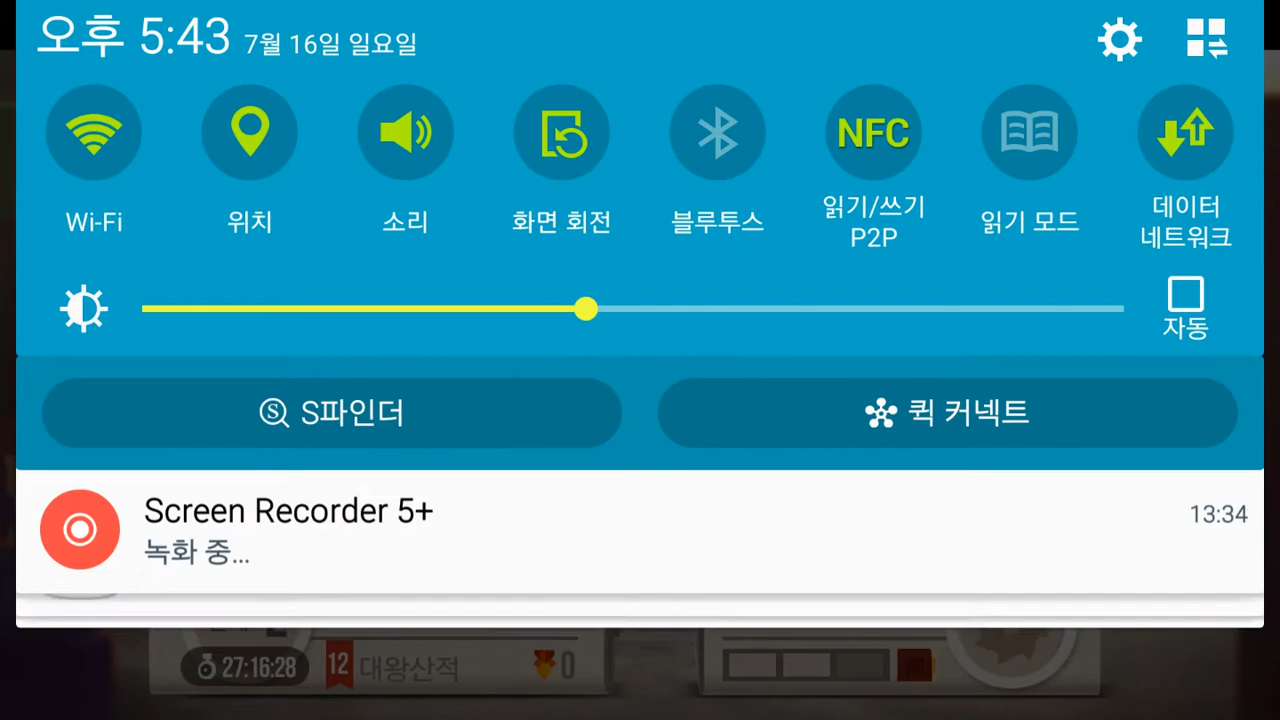 오후 5:43 7월 16일 일요일
NFC
Wi-Fi
위치
소리
화면 회전
블루투스
읽기/쓰기
P2P
읽기 모드
데이터
네트워크
자동
S파인더
퀵 커넥트
Screen Recorder 5+
13:34
녹화 중...
27:16:28
12
대왕산적
0